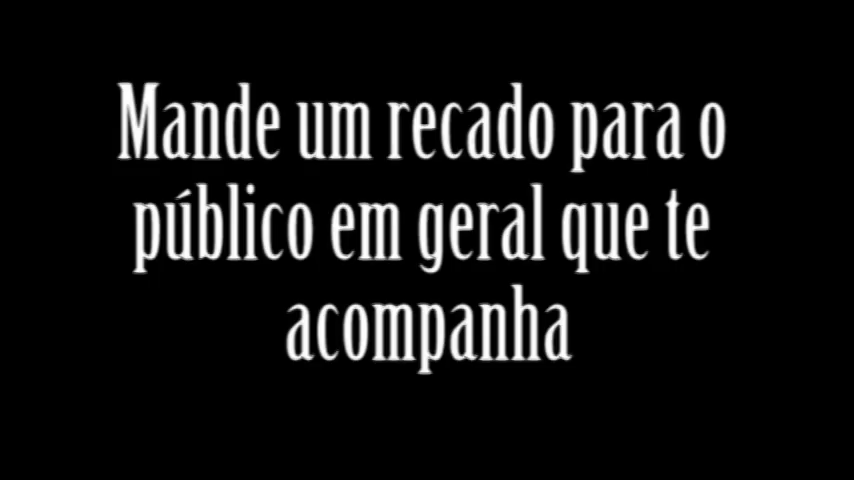 Mande um recado para o
público em geral que te
acompanha